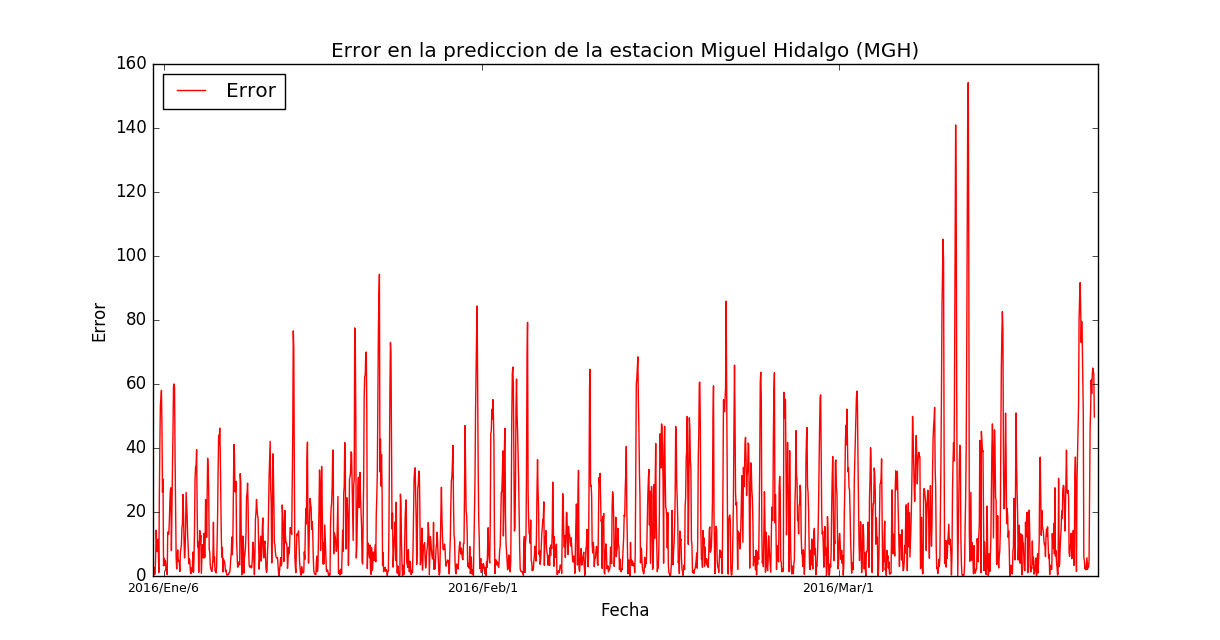 Error en la prediccion de la estacion Miguel Hidalgo (MGH)
Error
160
140
120
100
80
60
40
20
0
Error
2016/Ene/6
2016/Feb/1
2016/Mar/1
Fecha